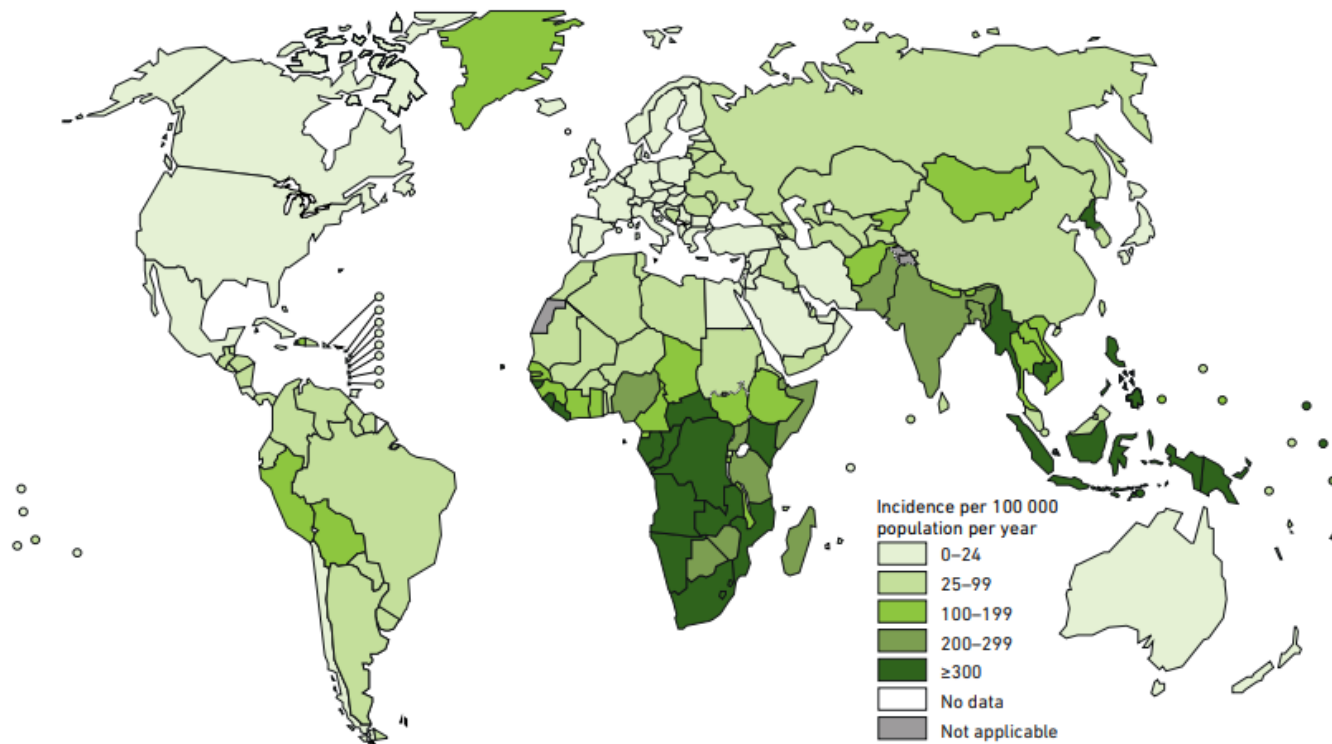 Incidence per 100 000
population per year
0–24
25–99
100–199
200–299
≥300
No data
Not applicable